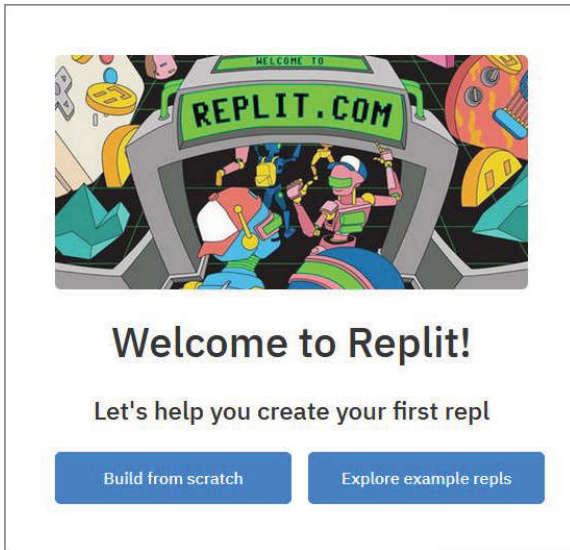 WELCOME TO
REPLIT.COM
Welcome to Replit!
Let's help you create your first repl
Build from scratch
Explore example repls